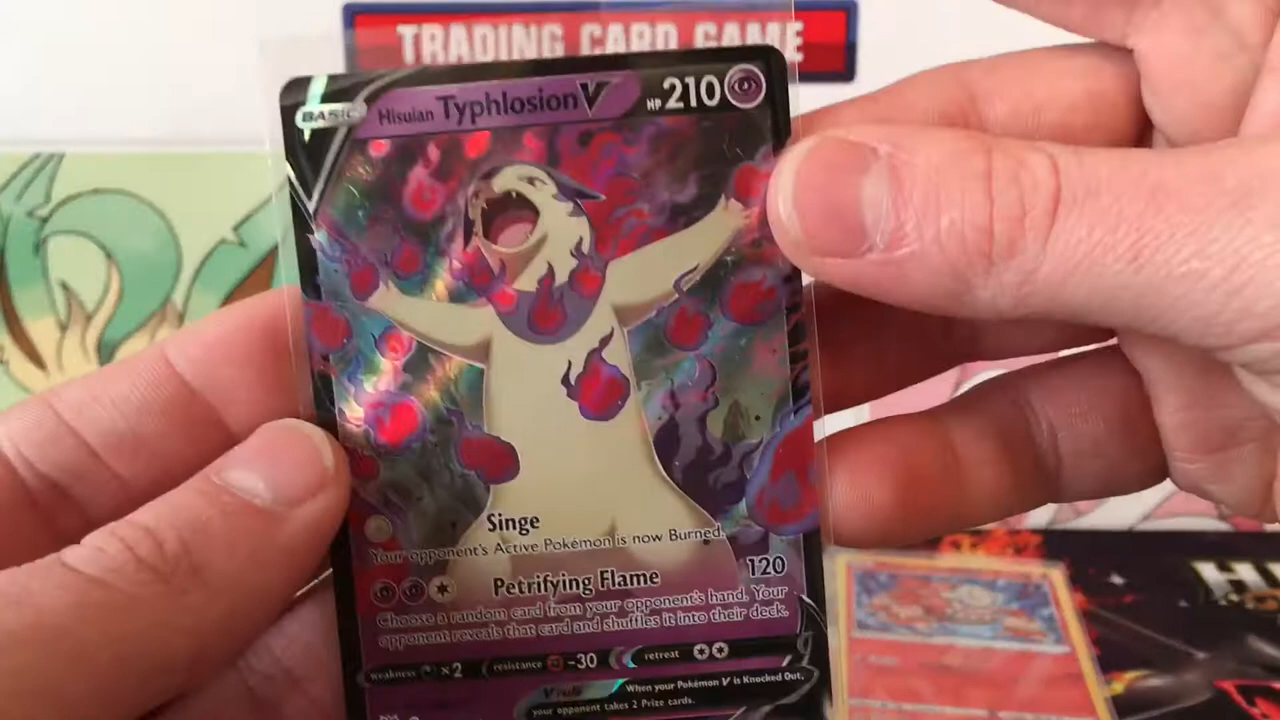 TRADING CARD GAME
BASIC
Hisuian Typhlosion V
HP 210
Singe
Your opponent's Active Pokémon is now Burned.
Petrifying Flame 120
Choose a random card from your opponent's hand. Your
opponent reveals that card and shuffles it into their deck.
weakness ×2 resistance -30 retreat
V rule When your Pokémon V is Knocked Out,
your opponent takes 2 Prize cards.